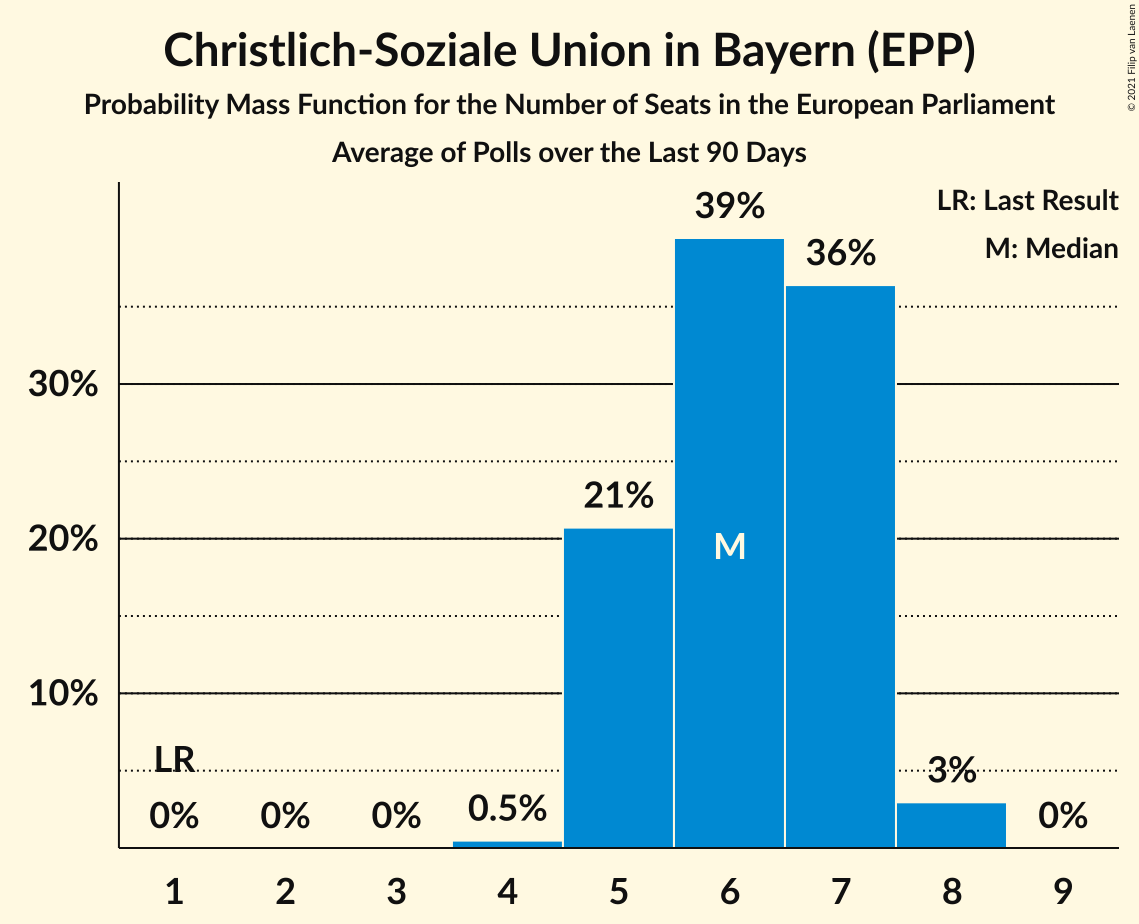 Christlich-Soziale Union in Bayern (EPP)
Probability Mass Function for the Number of Seats in the European Parliament
Average of Polls over the Last 90 Days
© 2021 Filip van Laenen
LR: Last Result
M: Median
39%
36%
30%
21%
20%
M
10%
LR
3%
0% 0% 0% 0.5% 0%
1 2 3 4 5 6 7 8 9